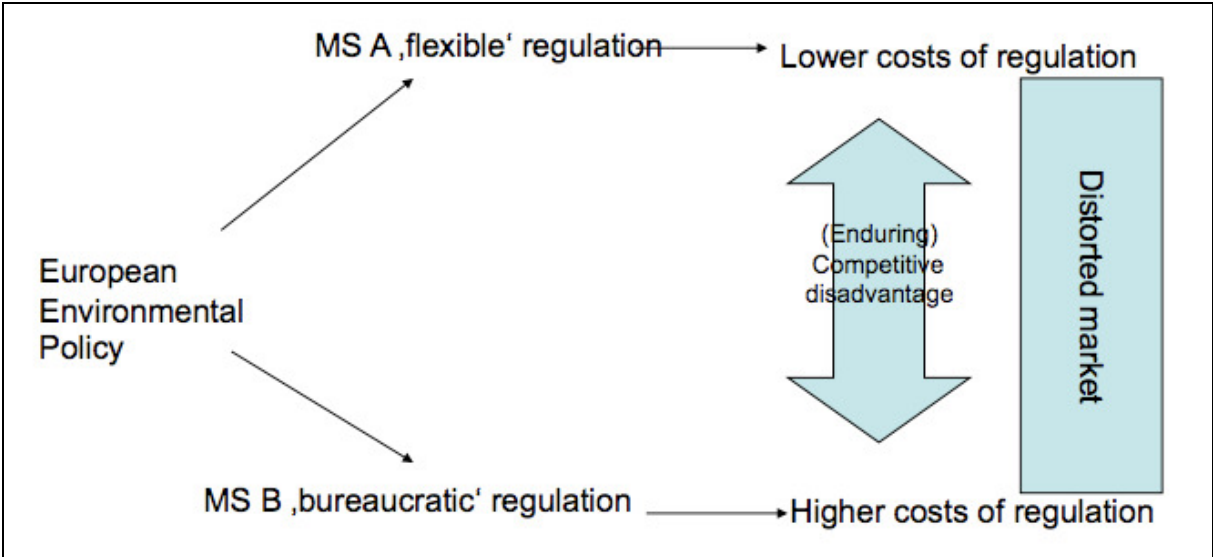 MS A ‚flexible‘ regulation
Lower costs of regulation
(Enduring)
Competitive
disadvantage
Distorted market
European
Environmental
Policy
MS B ‚bureaucratic‘ regulation
Higher costs of regulation